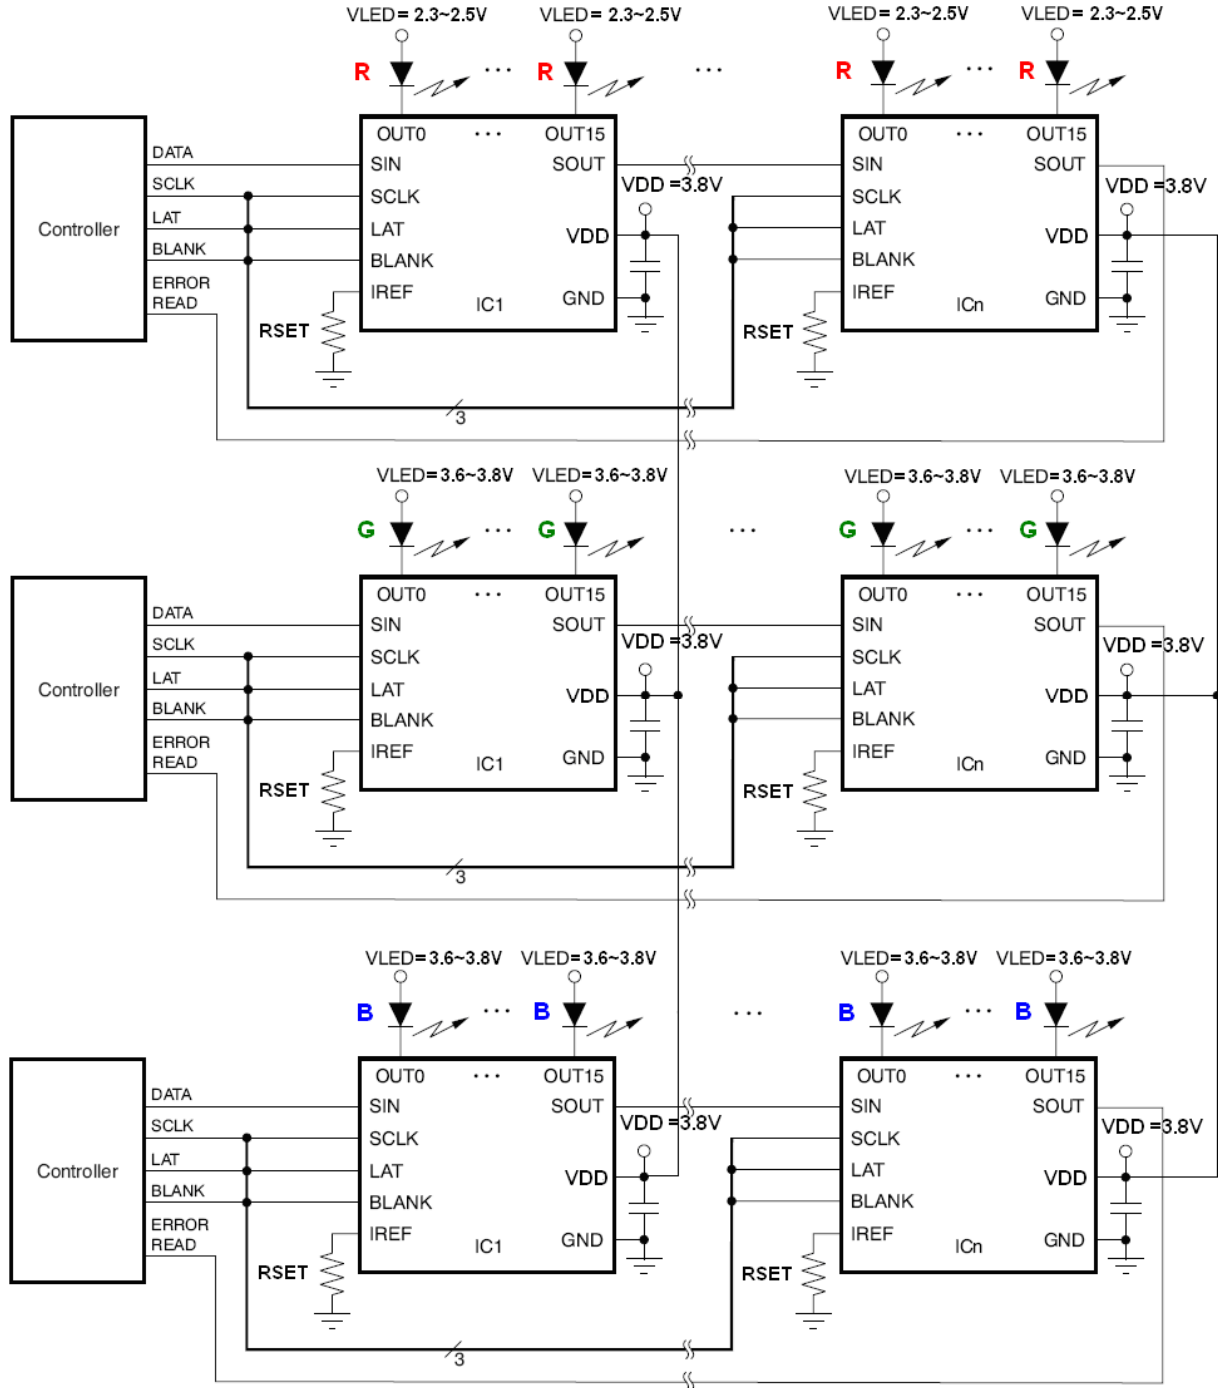 VLED= 2.3~2.5V VLED= 2.3~2.5V VLED= 2.3~2.5V VLED= 2.3~2.5V
R ... R ... R ... R
OUT0 ... OUT15 OUT0 ... OUT15
DATA SIN SOUT SIN SOUT
SCLK SCLK VDD =3.8V SCLK VDD =3.8V
Controller LAT LAT VDD LAT VDD
BLANK BLANK BLANK
ERROR IREF GND IREF GND
READ IC1 ICn
RSET RSET
3
VLED= 3.6~3.8V VLED= 3.6~3.8V VLED= 3.6~3.8V VLED= 3.6~3.8V
G ... G ... G ... G
OUT0 ... OUT15 OUT0 ... OUT15
DATA SIN SOUT SIN SOUT
SCLK SCLK VDD =3.8V SCLK VDD =3.8V
Controller LAT LAT VDD LAT VDD
BLANK BLANK BLANK
ERROR IREF GND IREF GND
READ IC1 ICn
RSET RSET
3
VLED= 3.6~3.8V VLED= 3.6~3.8V VLED= 3.6~3.8V VLED= 3.6~3.8V
B ... B ... B ... B
OUT0 ... OUT15 OUT0 ... OUT15
DATA SIN SOUT SIN SOUT
SCLK SCLK VDD =3.8V SCLK VDD =3.8V
Controller LAT LAT VDD LAT VDD
BLANK BLANK BLANK
ERROR IREF GND IREF GND
READ IC1 ICn
RSET RSET
3